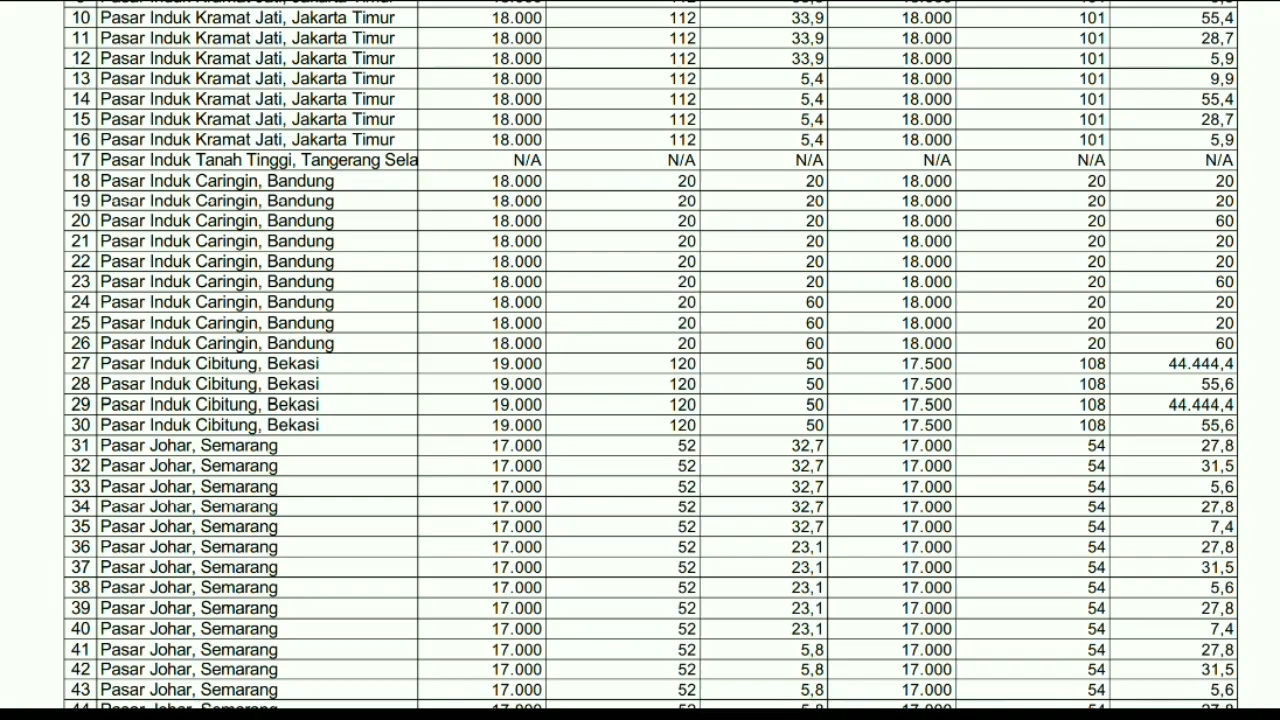 10 Pasar Induk Kramat Jati, Jakarta Timur 18.000 112 33,9 18.000 101 55,4
11 Pasar Induk Kramat Jati, Jakarta Timur 18.000 112 33,9 18.000 101 28,7
12 Pasar Induk Kramat Jati, Jakarta Timur 18.000 112 33,9 18.000 101 5,9
13 Pasar Induk Kramat Jati, Jakarta Timur 18.000 112 5,4 18.000 101 9,9
14 Pasar Induk Kramat Jati, Jakarta Timur 18.000 112 5,4 18.000 101 55,4
15 Pasar Induk Kramat Jati, Jakarta Timur 18.000 112 5,4 18.000 101 28,7
16 Pasar Induk Kramat Jati, Jakarta Timur 18.000 112 5,4 18.000 101 5,9
17 Pasar Induk Tanah Tinggi, Tangerang Sela N/A N/A N/A N/A N/A N/A
18 Pasar Induk Caringin, Bandung 18.000 20 20 18.000 20 20
19 Pasar Induk Caringin, Bandung 18.000 20 20 18.000 20 20
20 Pasar Induk Caringin, Bandung 18.000 20 20 18.000 20 60
21 Pasar Induk Caringin, Bandung 18.000 20 20 18.000 20 20
22 Pasar Induk Caringin, Bandung 18.000 20 20 18.000 20 20
23 Pasar Induk Caringin, Bandung 18.000 20 20 18.000 20 60
24 Pasar Induk Caringin, Bandung 18.000 20 60 18.000 20 20
25 Pasar Induk Caringin, Bandung 18.000 20 60 18.000 20 20
26 Pasar Induk Caringin, Bandung 18.000 20 60 18.000 20 60
27 Pasar Induk Cibitung, Bekasi 19.000 120 50 17.500 108 44.444,4
28 Pasar Induk Cibitung, Bekasi 19.000 120 50 17.500 108 55,6
29 Pasar Induk Cibitung, Bekasi 19.000 120 50 17.500 108 44.444,4
30 Pasar Induk Cibitung, Bekasi 19.000 120 50 17.500 108 55,6
31 Pasar Johar, Semarang 17.000 52 32,7 17.000 54 27,8
32 Pasar Johar, Semarang 17.000 52 32,7 17.000 54 31,5
33 Pasar Johar, Semarang 17.000 52 32,7 17.000 54 5,6
34 Pasar Johar, Semarang 17.000 52 32,7 17.000 54 27,8
35 Pasar Johar, Semarang 17.000 52 32,7 17.000 54 7,4
36 Pasar Johar, Semarang 17.000 52 23,1 17.000 54 27,8
37 Pasar Johar, Semarang 17.000 52 23,1 17.000 54 31,5
38 Pasar Johar, Semarang 17.000 52 23,1 17.000 54 5,6
39 Pasar Johar, Semarang 17.000 52 23,1 17.000 54 27,8
40 Pasar Johar, Semarang 17.000 52 23,1 17.000 54 7,4
41 Pasar Johar, Semarang 17.000 52 5,8 17.000 54 27,8
42 Pasar Johar, Semarang 17.000 52 5,8 17.000 54 31,5
43 Pasar Johar, Semarang 17.000 52 5,8 17.000 54 5,6